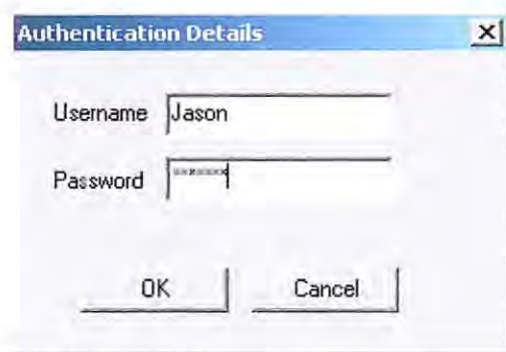 Authentication Details
Username Jason
Password *******
OK Cancel